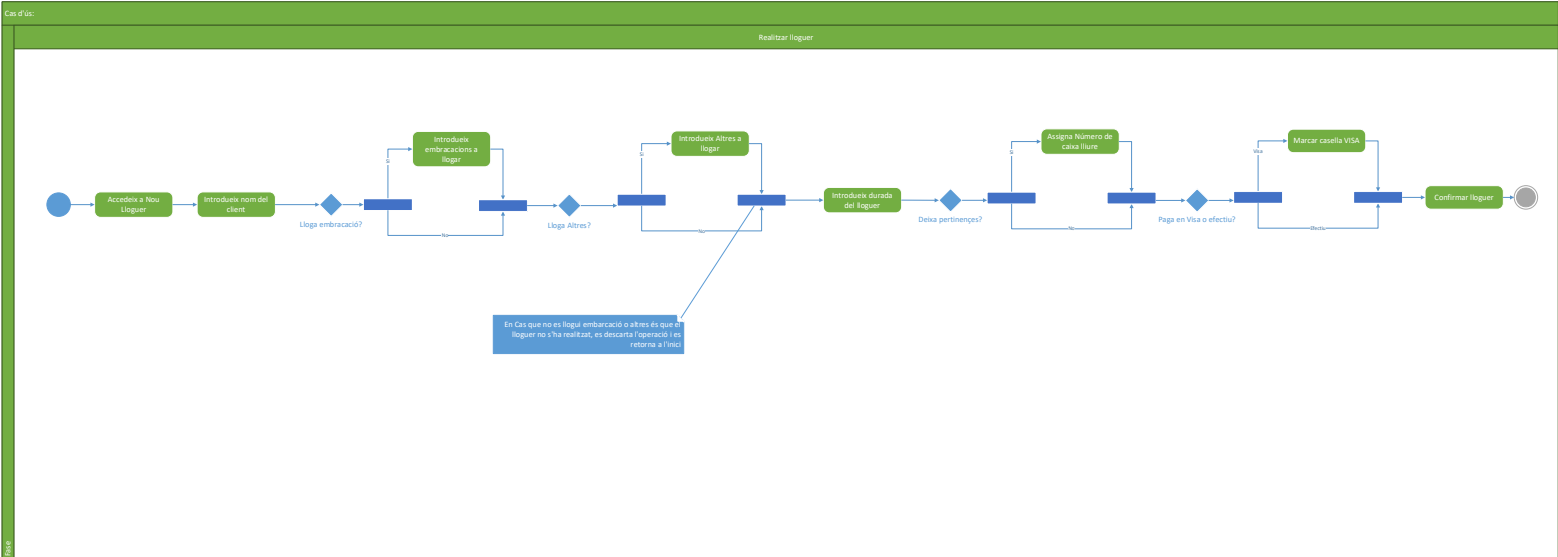 Cas d'ús:
Realitzar lloguer
Fase
Accedeix a Nou
Lloguer
Introdueix nom del
client
Lloga embracació?
Si
Introdueix
embracacions a
llogar
No
Lloga Altres?
Si
Introdueix Altres a
llogar
No
En Cas que no es llogui embarcació o altres és que el
lloguer no s'ha realitzat, es descarta l'operació i es
retorna a l'inici
Introdueix durada
del lloguer
Deixa pertinençes?
Si
Assigna Número de
caixa lliure
No
Paga en Visa o efectiu?
Visa
Marcar casella VISA
Efectiu
Confirmar lloguer